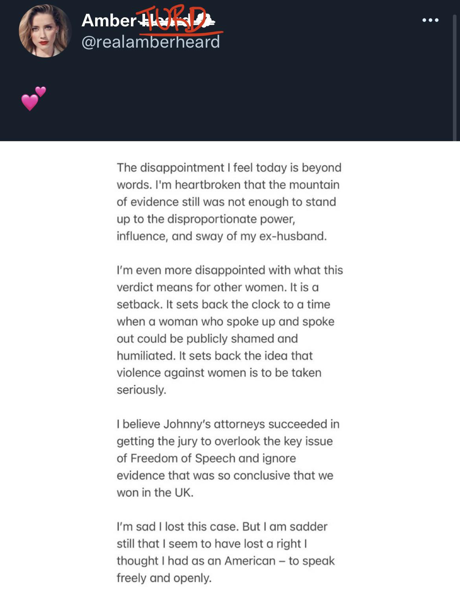 Amber Heard TURD
@realamberheard
The disappointment I feel today is beyond
words. I'm heartbroken that the mountain
of evidence still was not enough to stand
up to the disproportionate power,
influence, and sway of my ex-husband.
I'm even more disappointed with what this
verdict means for other women. It is a
setback. It sets back the clock to a time
when a woman who spoke up and spoke
out could be publicly shamed and
humiliated. It sets back the idea that
violence against women is to be taken
seriously.
I believe Johnny's attorneys succeeded in
getting the jury to overlook the key issue
of Freedom of Speech and ignore
evidence that was so conclusive that we
won in the UK.
I'm sad I lost this case. But I am sadder
still that I seem to have lost a right I
thought I had as an American – to speak
freely and openly.